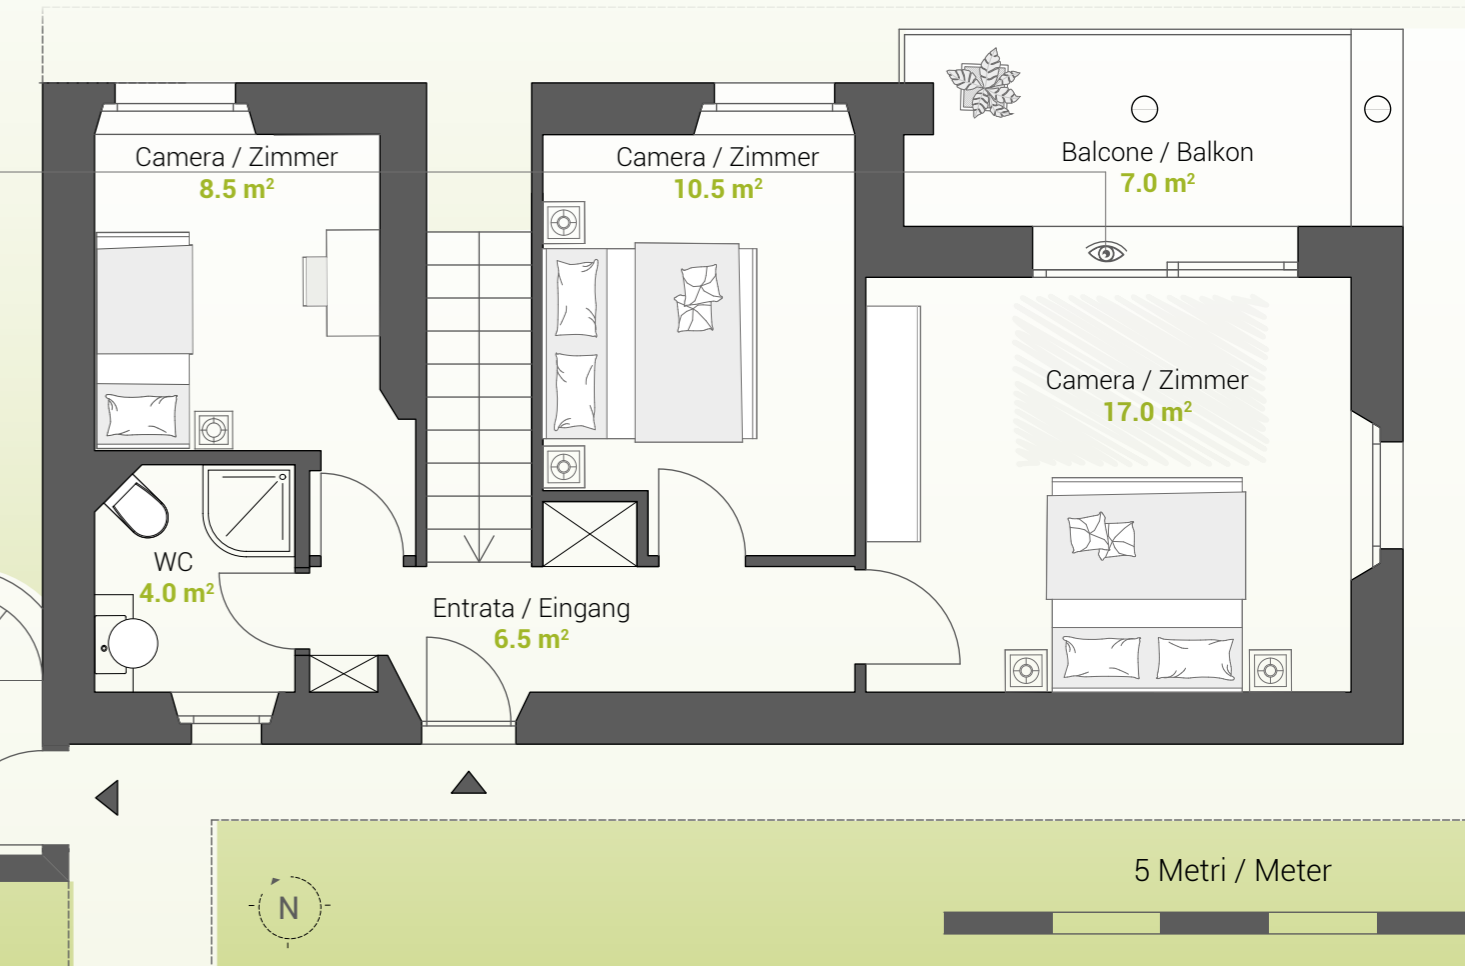 Camera / Zimmer
8.5 m²
Camera / Zimmer
10.5 m²
Balcone / Balkon
7.0 m²
Camera / Zimmer
17.0 m²
WC
4.0 m²
Entrata / Eingang
6.5 m²
N
5 Metri / Meter